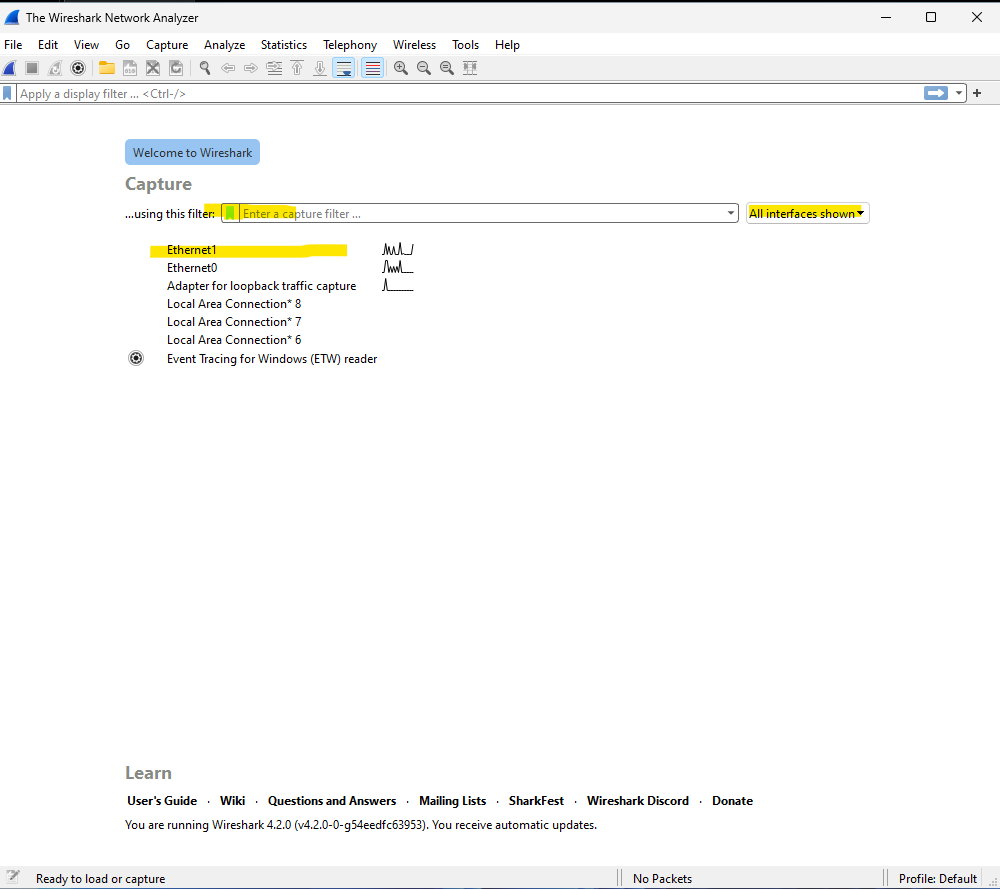 The Wireshark Network Analyzer
File Edit View Go Capture Analyze Statistics Telephony Wireless Tools Help
Apply a display filter ... <Ctrl-/>
Welcome to Wireshark
Capture
...using this filter: Enter a capture filter ... All interfaces shown
Ethernet1
Ethernet0
Adapter for loopback traffic capture
Local Area Connection* 8
Local Area Connection* 7
Local Area Connection* 6
Event Tracing for Windows (ETW) reader
Learn
User's Guide · Wiki · Questions and Answers · Mailing Lists · SharkFest · Wireshark Discord · Donate
You are running Wireshark 4.2.0 (v4.2.0-0-g54eedfc63953). You receive automatic updates.
Ready to load or capture No Packets Profile: Default